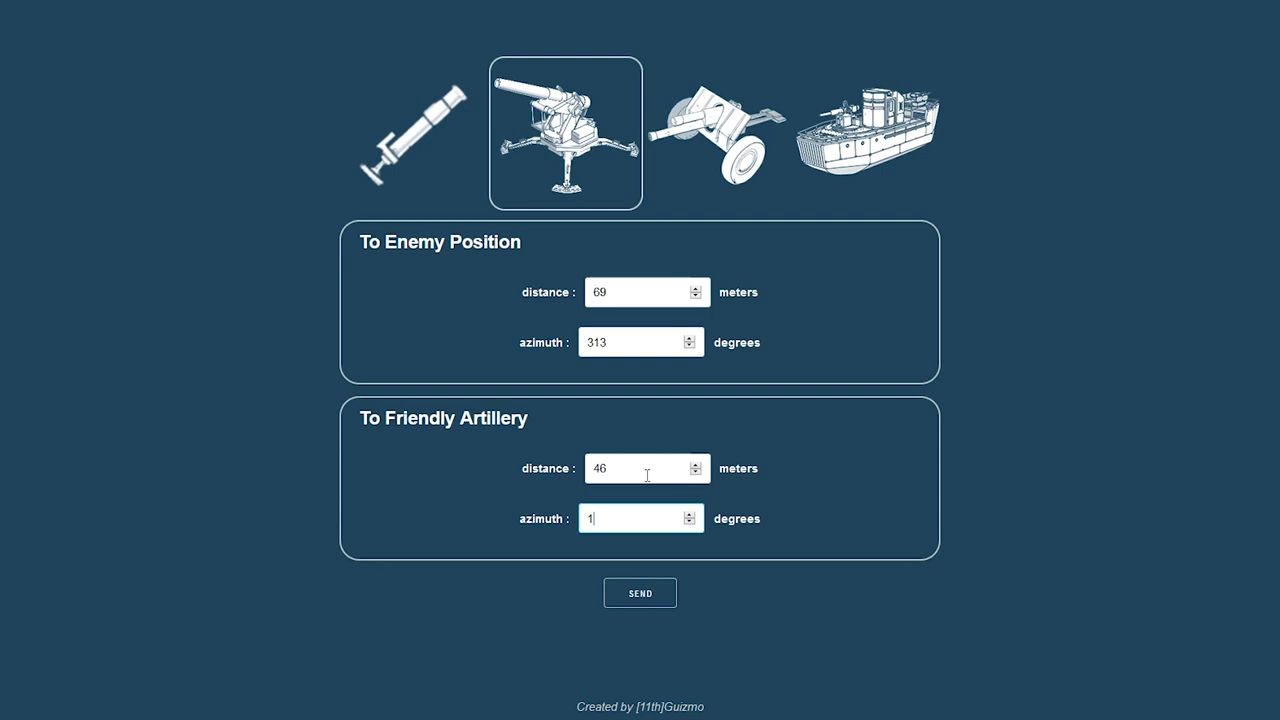 To Enemy Position
distance : 69 meters
azimuth : 313 degrees
To Friendly Artillery
distance : 46 meters
azimuth : 1 degrees
SEND
Created by [11th]Guizmo